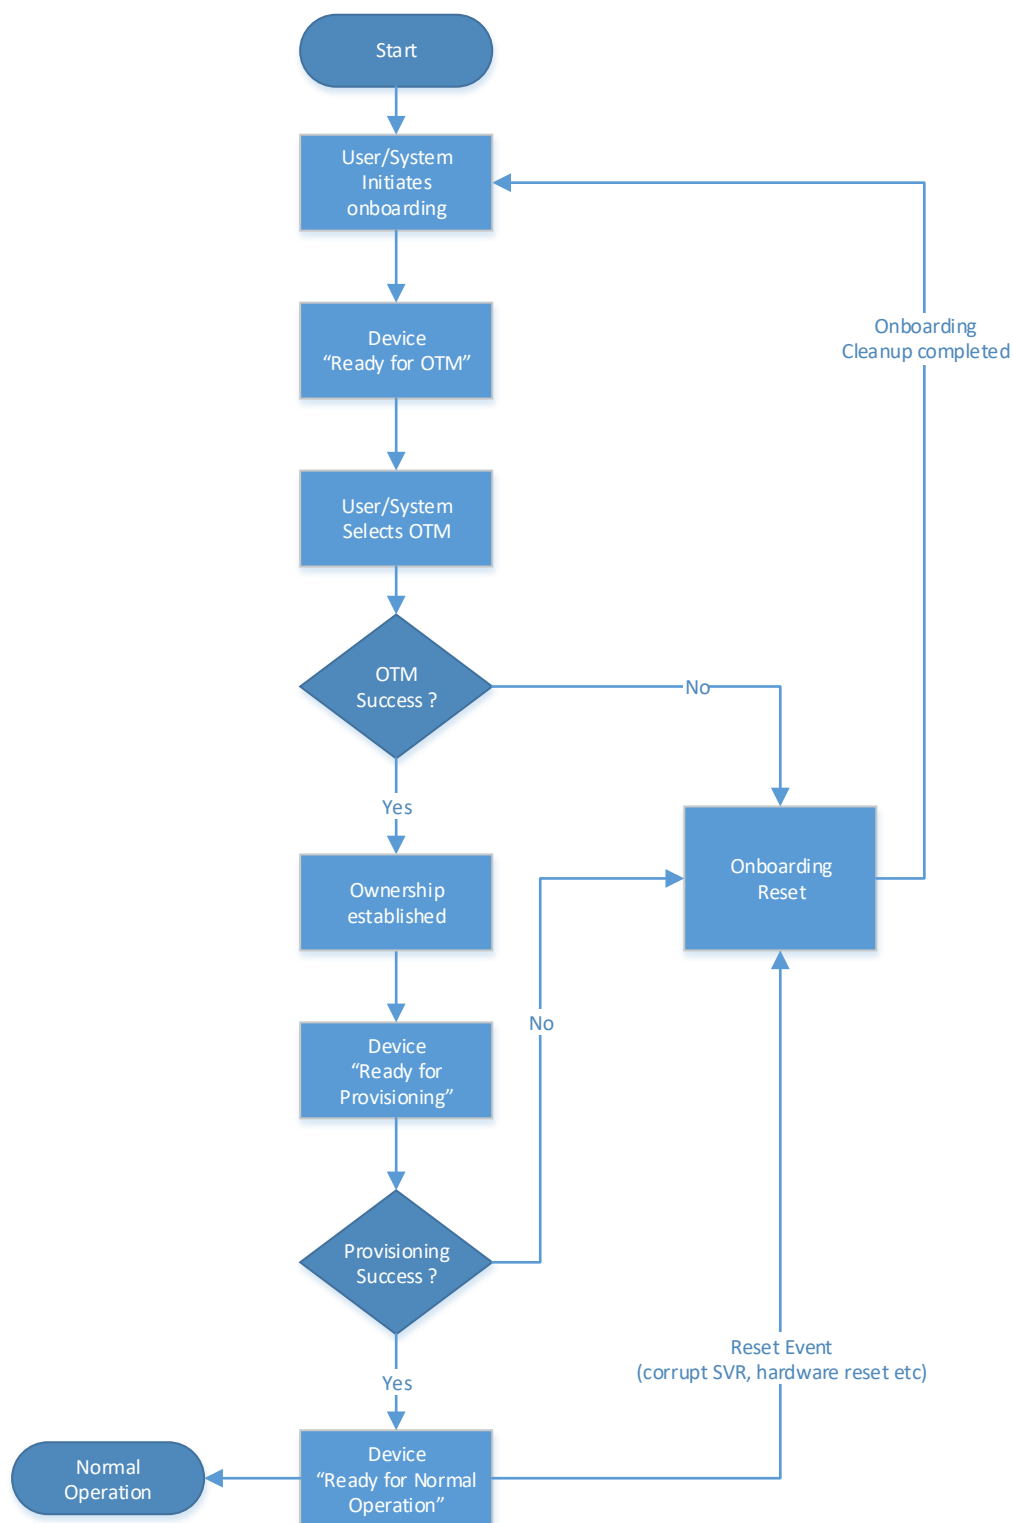 Start
User/System
Initiates
onboarding
Device
“Ready for OTM”
Onboarding
Cleanup completed
User/System
Selects OTM
OTM
Success ?
No
Yes
Onboarding
Reset
Ownership
established
No
Device
“Ready for
Provisioning”
Provisioning
Success ?
Reset Event
(corrupt SVR, hardware reset etc)
Yes
Normal
Operation
Device
“Ready for Normal
Operation”